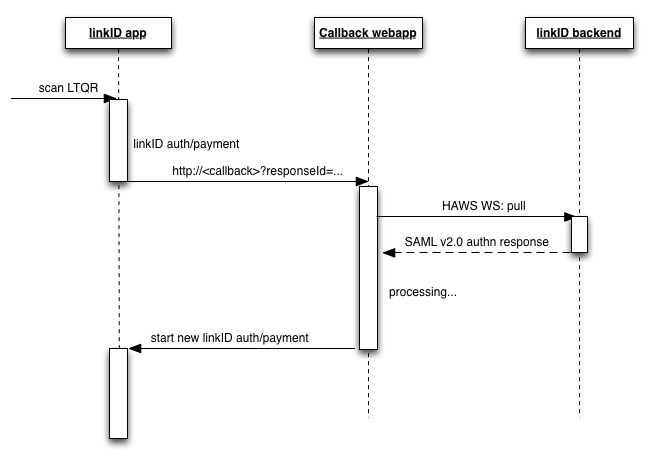 linkID app
Callback webapp
linkID backend
scan LTQR
linkID auth/payment
http://<callback>?responseId=...
HAWS WS: pull
SAML v2.0 authn response
processing...
start new linkID auth/payment